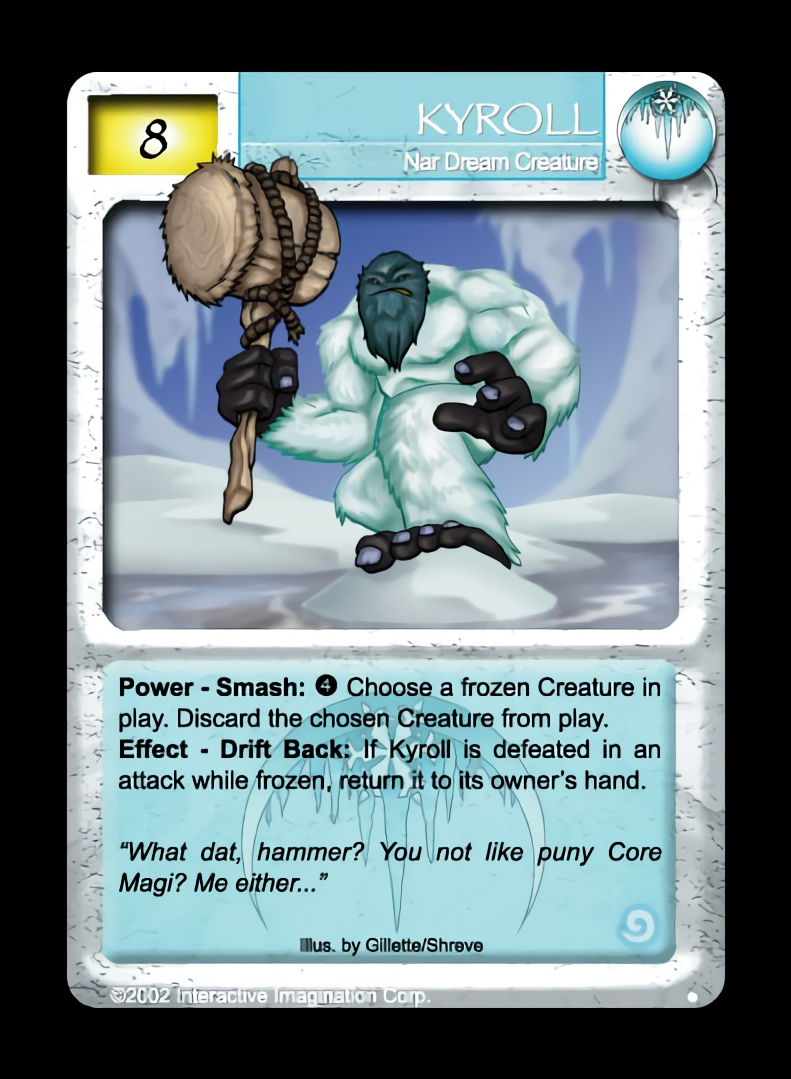 8
KYROLL
Nar Dream Creature
Power - Smash: 4 Choose a frozen Creature in
play. Discard the chosen Creature from play.
Effect - Drift Back: If Kyroll is defeated in an
attack while frozen, return it to its owner's hand.
“What dat, hammer? You not like puny Core
Magi? Me either...”
Illus. by Gillette/Shreve
©2002 Interactive Imagination Corp.